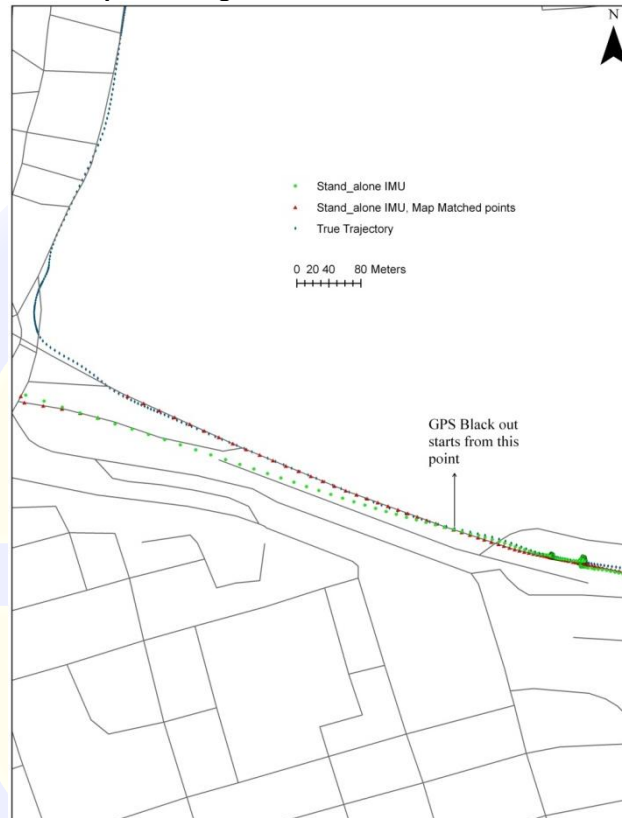 N
Stand_alone IMU
Stand_alone IMU, Map Matched points
True Trajectory
0 20 40 80 Meters
GPS Black out
starts from this
point